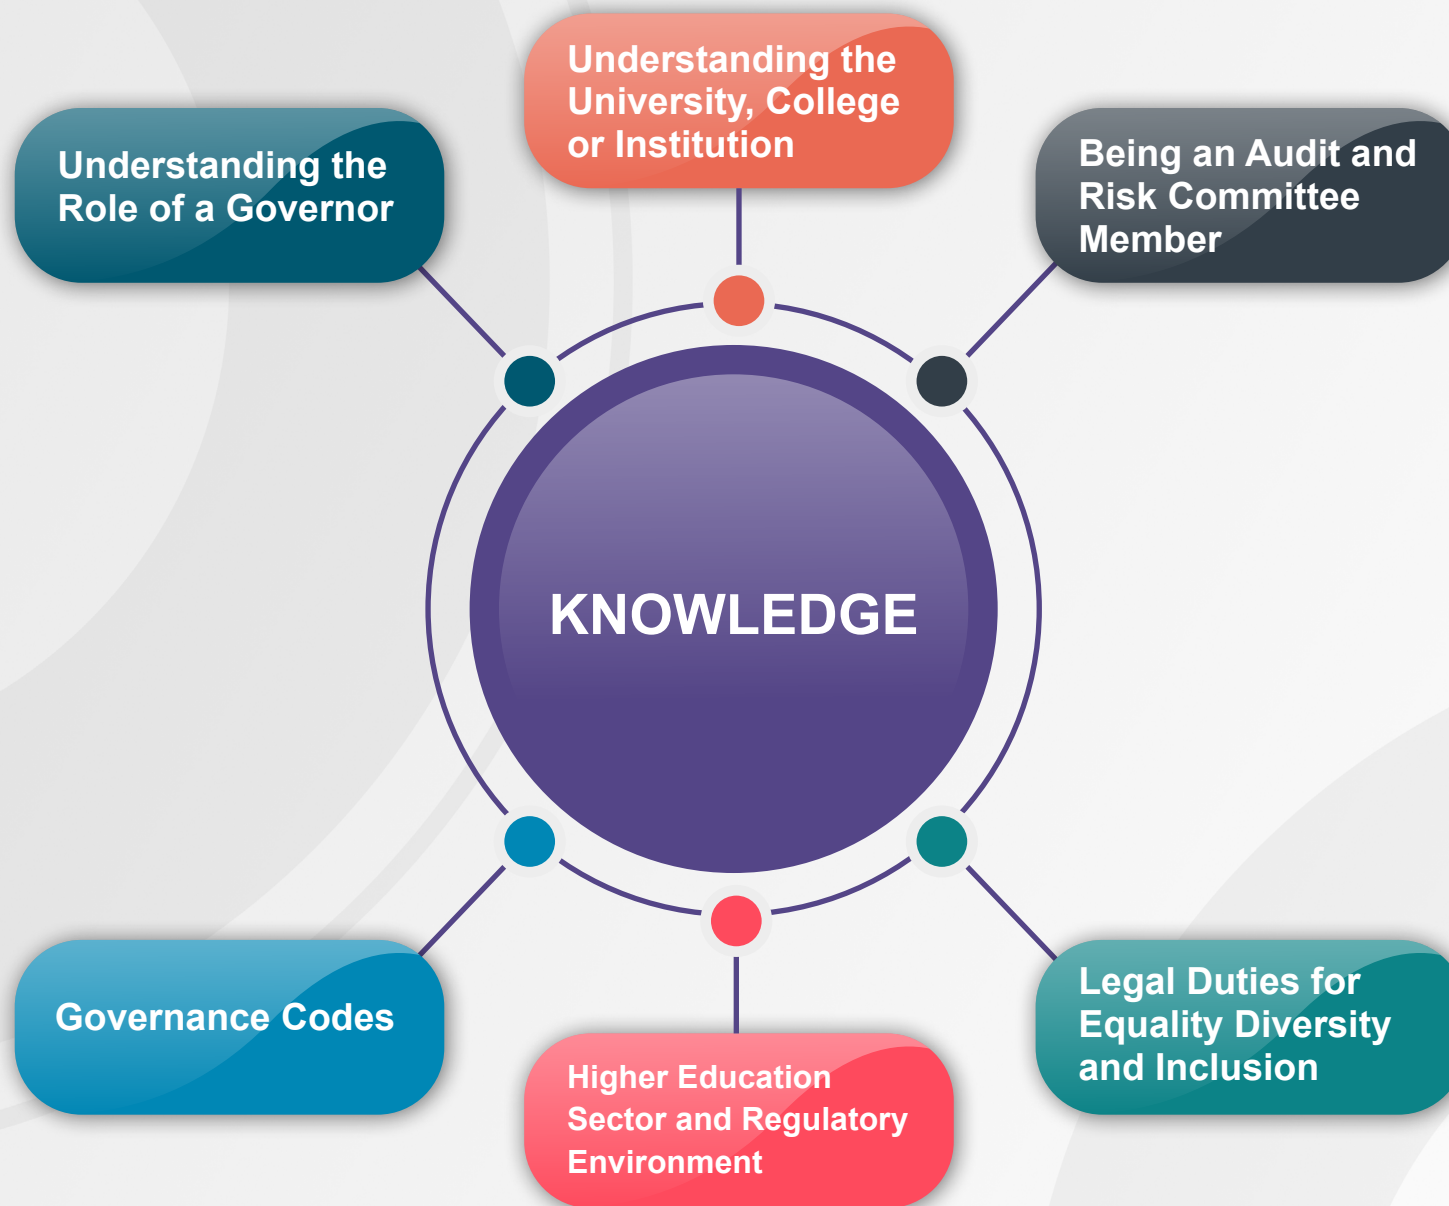 Understanding the
University, College
or Institution
Understanding the
Role of a Governor
Being an Audit and
Risk Committee
Member
KNOWLEDGE
Governance Codes
Legal Duties for
Equality Diversity
and Inclusion
Higher Education
Sector and Regulatory
Environment